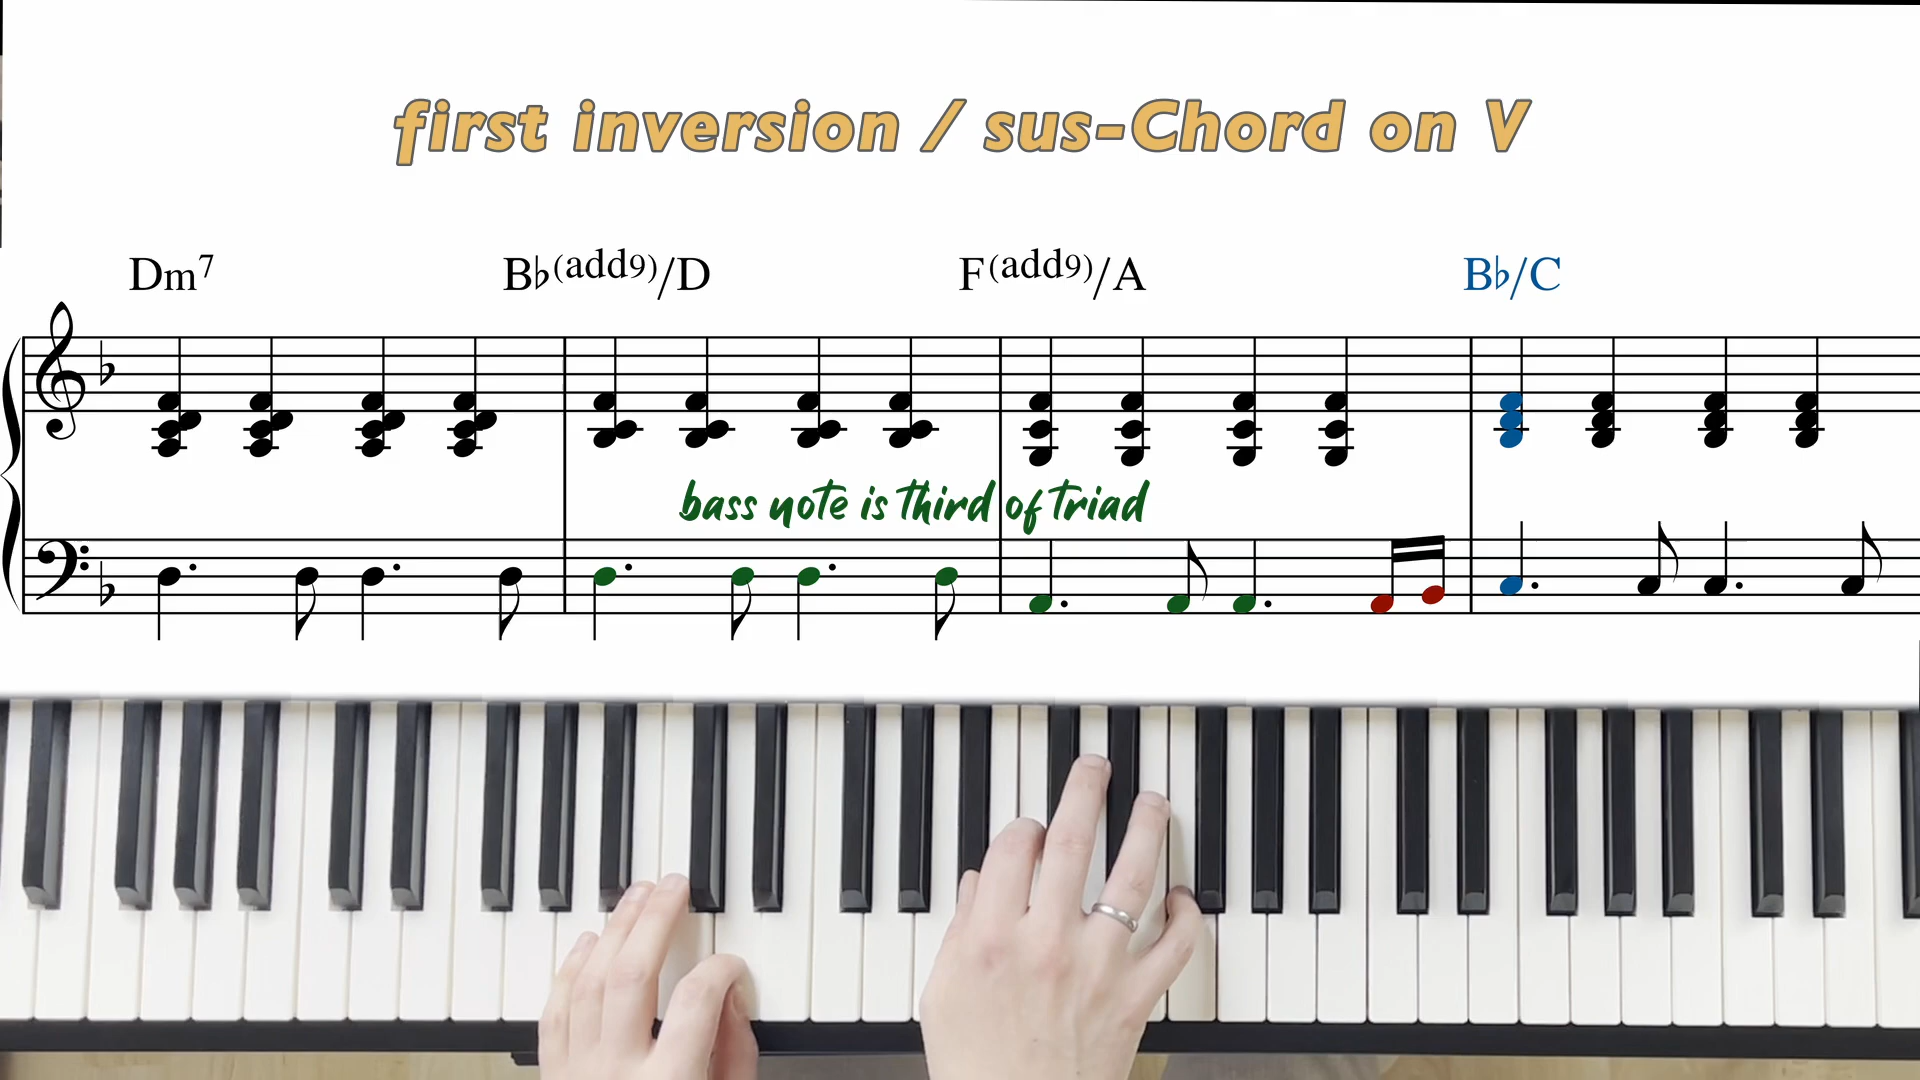 first inversion / sus-Chord on V
Dm7 B♭(add9)/D F(add9)/A B♭/C
bass note is third of triad